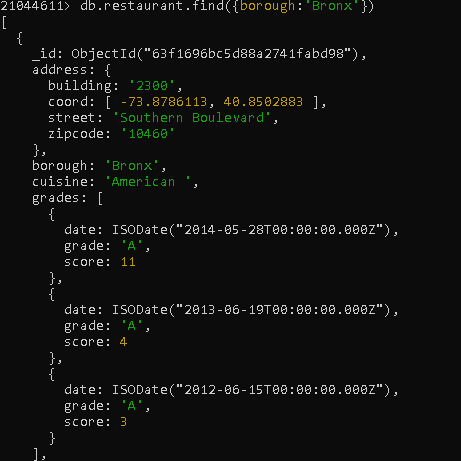 21044611> db.restaurant.find({borough:'Bronx'})
[
  {
    _id: ObjectId("63f1696bc5d88a2741fabd98"),
    address: {
      building: '2300',
      coord: [ -73.8786113, 40.8502883 ],
      street: 'Southern Boulevard',
      zipcode: '10460'
    },
    borough: 'Bronx',
    cuisine: 'American ',
    grades: [
      {
        date: ISODate("2014-05-28T00:00:00.000Z"),
        grade: 'A',
        score: 11
      },
      {
        date: ISODate("2013-06-19T00:00:00.000Z"),
        grade: 'A',
        score: 4
      },
      {
        date: ISODate("2012-06-15T00:00:00.000Z"),
        grade: 'A',
        score: 3
      }
    ],